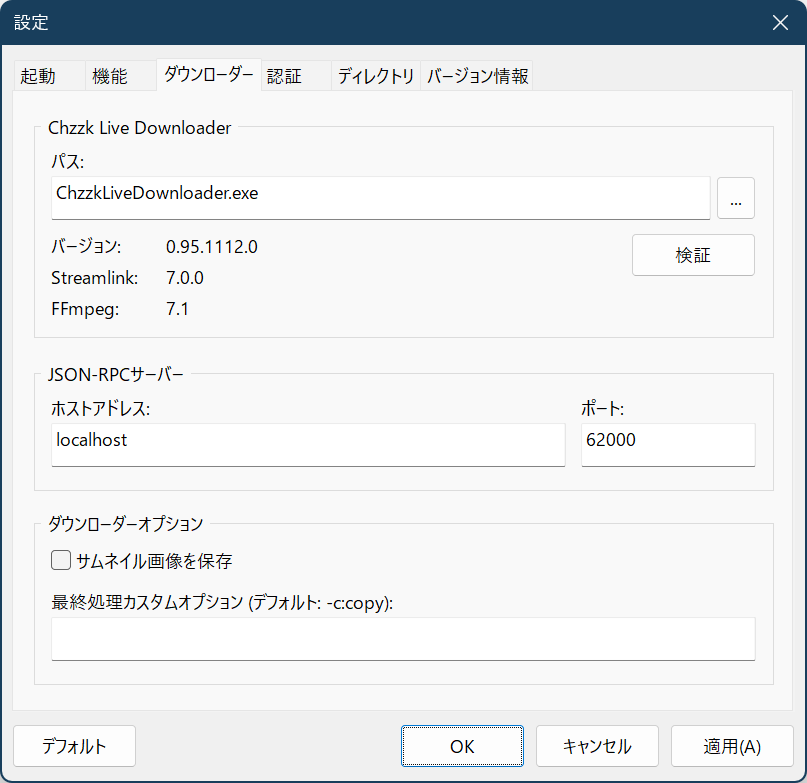 設定
起動 機能 ダウンローダー 認証 ディレクトリ バージョン情報
Chzzk Live Downloader
パス:
ChzzkLiveDownloader.exe ...
バージョン: 0.95.1112.0 検証
Streamlink: 7.0.0
FFmpeg: 7.1
JSON-RPCサーバー
ホストアドレス: ポート:
localhost 62000
ダウンローダーオプション
サムネイル画像を保存
最終処理カスタムオプション (デフォルト: -c:copy):
デフォルト OK キャンセル 適用(A)